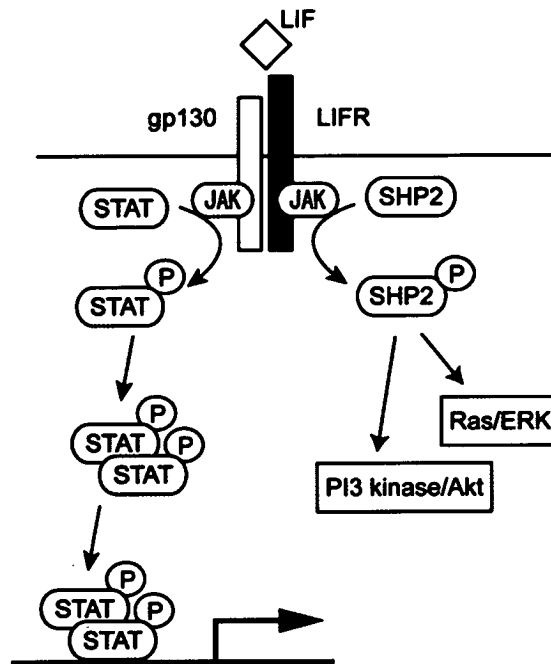 LIF
gp130 LIFR
STAT JAK JAK SHP2
P
STAT
P
SHP2
Ras/ERK
P
STAT P
STAT
PI3 kinase/Akt
P
STAT P
STAT